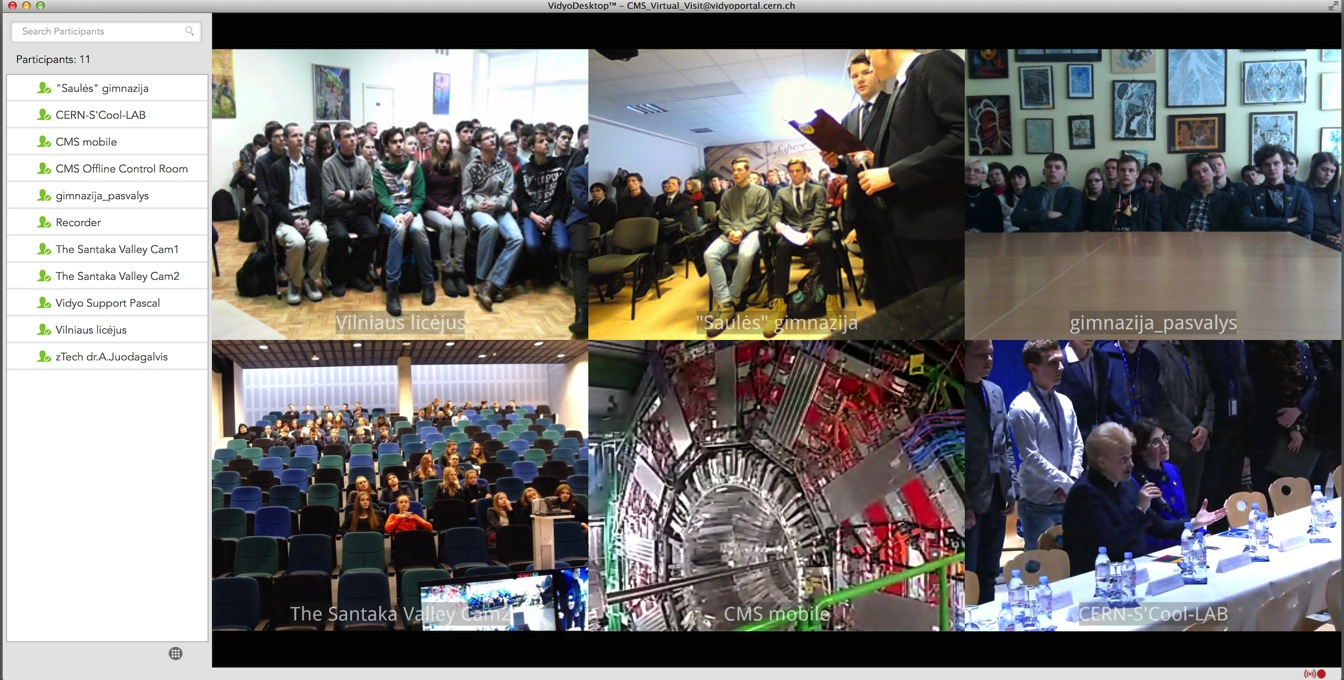 VidyoDesktop™ – CMS_Virtual_Visit@vidyoportal.cern.ch
Search Participants
Participants: 11
"Saulės" gimnazija
CERN-S'Cool-LAB
CMS mobile
CMS Offline Control Room
gimnazija_pasvalys
Recorder
The Santaka Valley Cam1
The Santaka Valley Cam2
Vidyo Support Pascal
Vilniaus licėjus
zTech dr.A.Juodagalvis
Vilniaus licėjus
"Saulės" gimnazija
gimnazija_pasvalys
The Santaka Valley Cam2
CMS mobile
CERN-S'Cool-LAB